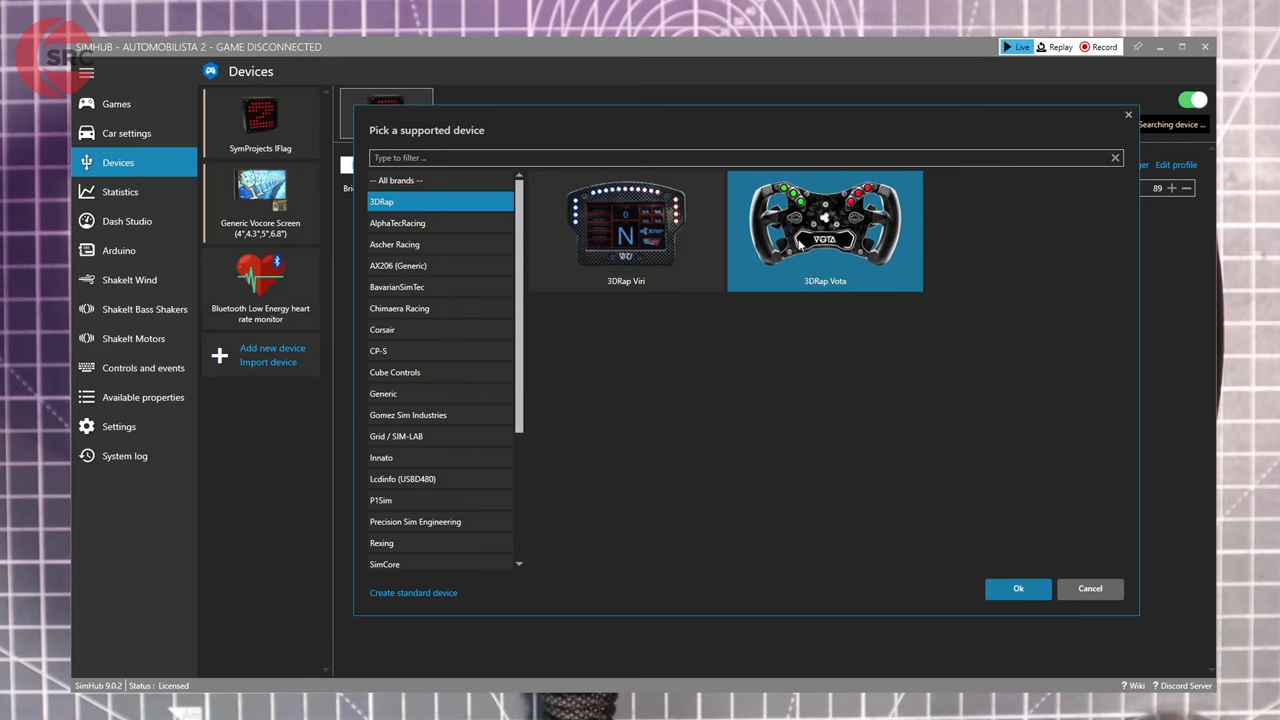 SRC
SIMHUB - AUTOMOBILISTA 2 - GAME DISCONNECTED
Live
Replay
Record
Devices
Games
Car settings
Devices
Statistics
Dash Studio
Arduino
ShakeIt Wind
ShakeIt Bass Shakers
ShakeIt Motors
Controls and events
Available properties
Settings
System log
SymProjects IFlag
Generic Vocore Screen
(4",4.3",5",6.8")
Bluetooth Low Energy heart
rate monitor
Add new device
Import device
Searching device ...
Edit profile
89
Pick a supported device
Type to filter ...
-- All brands --
3DRap
AlphaTecRacing
Ascher Racing
AX206 (Generic)
BavarianSimTec
Chimaera Racing
Corsair
CP-S
Cube Controls
Generic
Gomez Sim Industries
Grid / SIM-LAB
Innato
Lcdinfo (USBD480)
P1Sim
Precision Sim Engineering
Rexing
SimCore
0
N
3DRap Viri
VOTA
3DRap Vota
Create standard device
Ok
Cancel
SimHub 9.0.2
Status : Licensed
? Wiki
? Discord Server